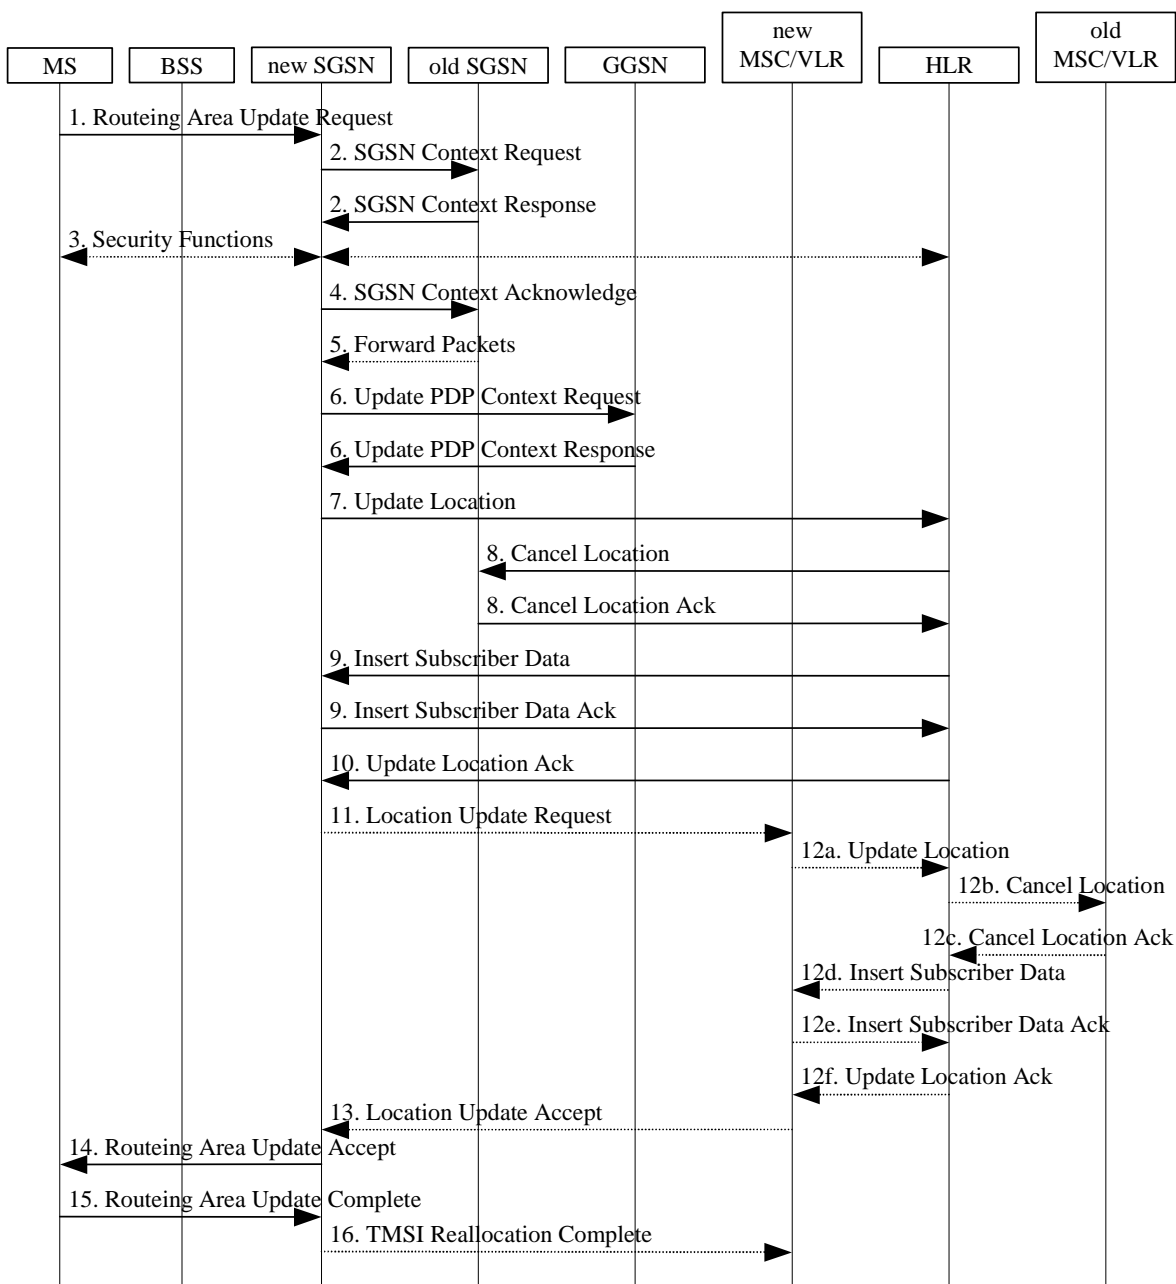 new
MSC/VLR
old
MSC/VLR
MS
BSS
new SGSN
old SGSN
GGSN
HLR
1. Routeing Area Update Request
2. SGSN Context Request
2. SGSN Context Response
3. Security Functions
4. SGSN Context Acknowledge
5. Forward Packets
6. Update PDP Context Request
6. Update PDP Context Response
7. Update Location
8. Cancel Location
8. Cancel Location Ack
9. Insert Subscriber Data
9. Insert Subscriber Data Ack
10. Update Location Ack
11. Location Update Request
12a. Update Location
12b. Cancel Location
12c. Cancel Location Ack
12d. Insert Subscriber Data
12e. Insert Subscriber Data Ack
12f. Update Location Ack
13. Location Update Accept
14. Routeing Area Update Accept
15. Routeing Area Update Complete
16. TMSI Reallocation Complete